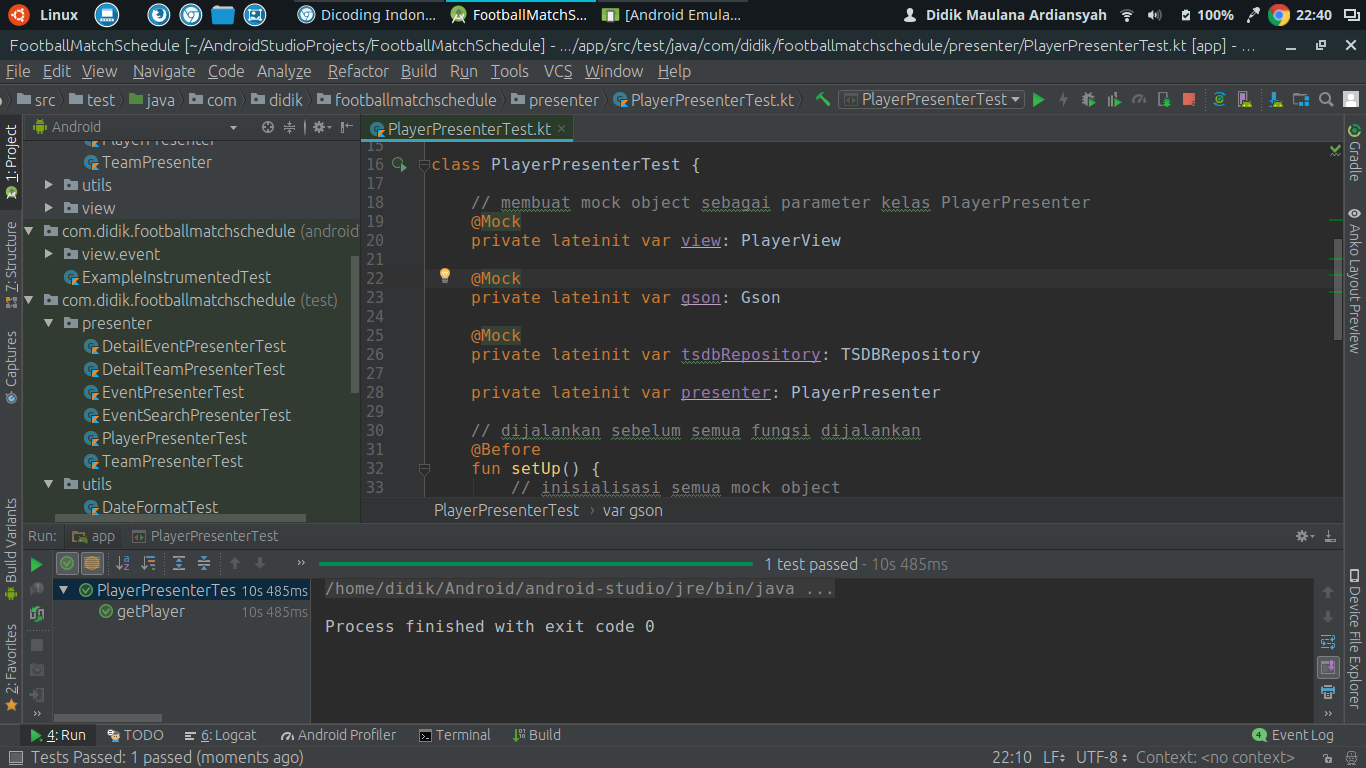 Linux
Dicoding Indon...
FootballMatchS...
[Android Emula...
Didik Maulana Ardiansyah
100%
22:40
FootballMatchSchedule [~/AndroidStudioProjects/FootballMatchSchedule] - .../app/src/test/java/com/didik/footballmatchschedule/presenter/PlayerPresenterTest.kt [app] - ...
File Edit View Navigate Code Analyze Refactor Build Run Tools VCS Window Help
src test java com didik footballmatchschedule presenter PlayerPresenterTest.kt PlayerPresenterTest
1: Project
Z: Structure
Captures
Build Variants
2: Favorites
Android
PlayerPresenter
TeamPresenter
utils
view
com.didik.footballmatchschedule (android
view.event
ExampleInstrumentedTest
com.didik.footballmatchschedule (test)
presenter
DetailEventPresenterTest
DetailTeamPresenterTest
EventPresenterTest
EventSearchPresenterTest
PlayerPresenterTest
TeamPresenterTest
utils
DateFormatTest
PlayerPresenterTest.kt
15
16 class PlayerPresenterTest {
17
18 // membuat mock object sebagai parameter kelas PlayerPresenter
19 @Mock
20 private lateinit var view: PlayerView
21
22 @Mock
23 private lateinit var gson: Gson
24
25 @Mock
26 private lateinit var tsdbRepository: TSDBRepository
27
28 private lateinit var presenter: PlayerPresenter
29
30 // dijalankan sebelum semua fungsi dijalankan
31 @Before
32 fun setUp() {
33 // inisialisasi semua mock object
PlayerPresenterTest › var gson
Gradle
Anko Layout Preview
Device File Explorer
Run: app PlayerPresenterTest
1 test passed - 10s 485ms
PlayerPresenterTes 10s 485ms
getPlayer 10s 485ms
/home/didik/Android/android-studio/jre/bin/java ...
Process finished with exit code 0
4: Run TODO 6: Logcat Android Profiler Terminal Build 4 Event Log
Tests Passed: 1 passed (moments ago)
22:10 LF UTF-8 Context: <no context>